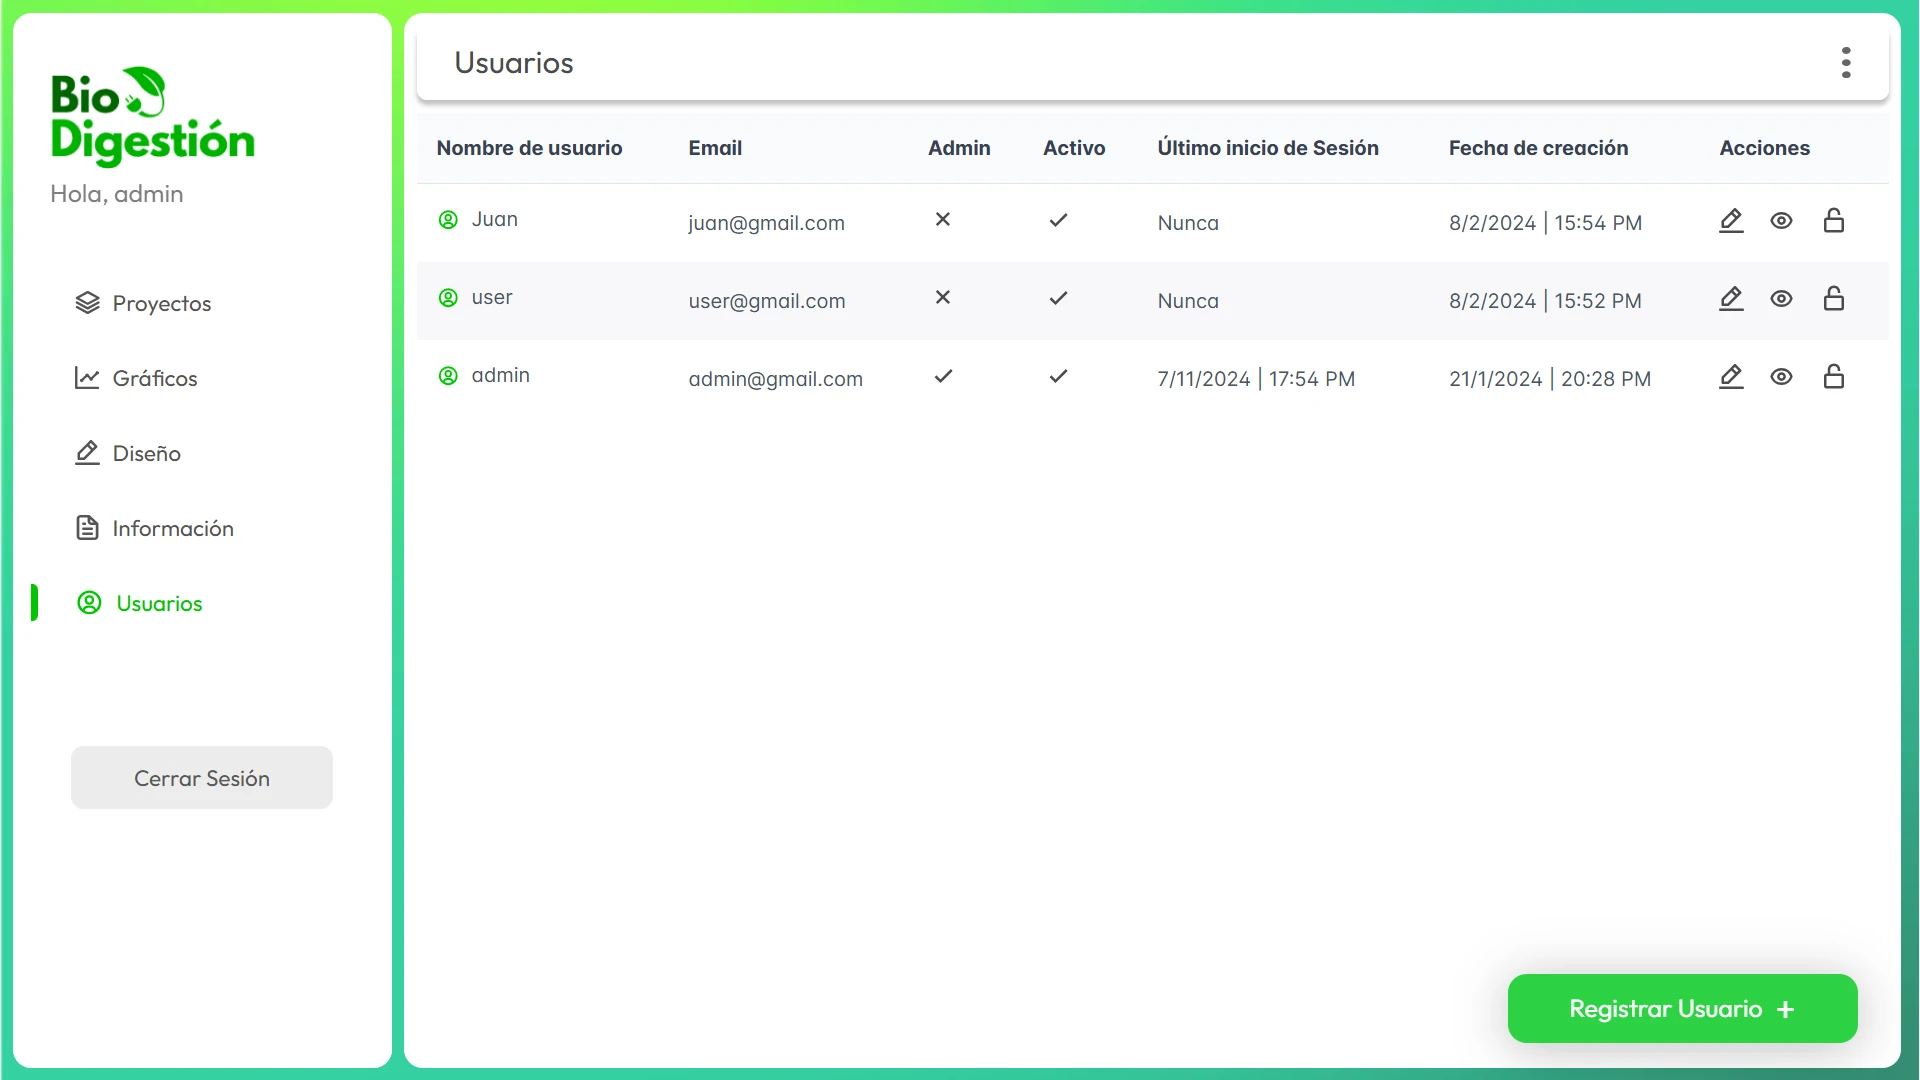 Bio
Digestión
Hola, admin
Proyectos
Gráficos
Diseño
Información
Usuarios
Cerrar Sesión
Usuarios
Nombre de usuario Email Admin Activo Último inicio de Sesión Fecha de creación Acciones
Juan juan@gmail.com Nunca 8/2/2024 | 15:54 PM
user user@gmail.com Nunca 8/2/2024 | 15:52 PM
admin admin@gmail.com 7/11/2024 | 17:54 PM 21/1/2024 | 20:28 PM
Registrar Usuario +